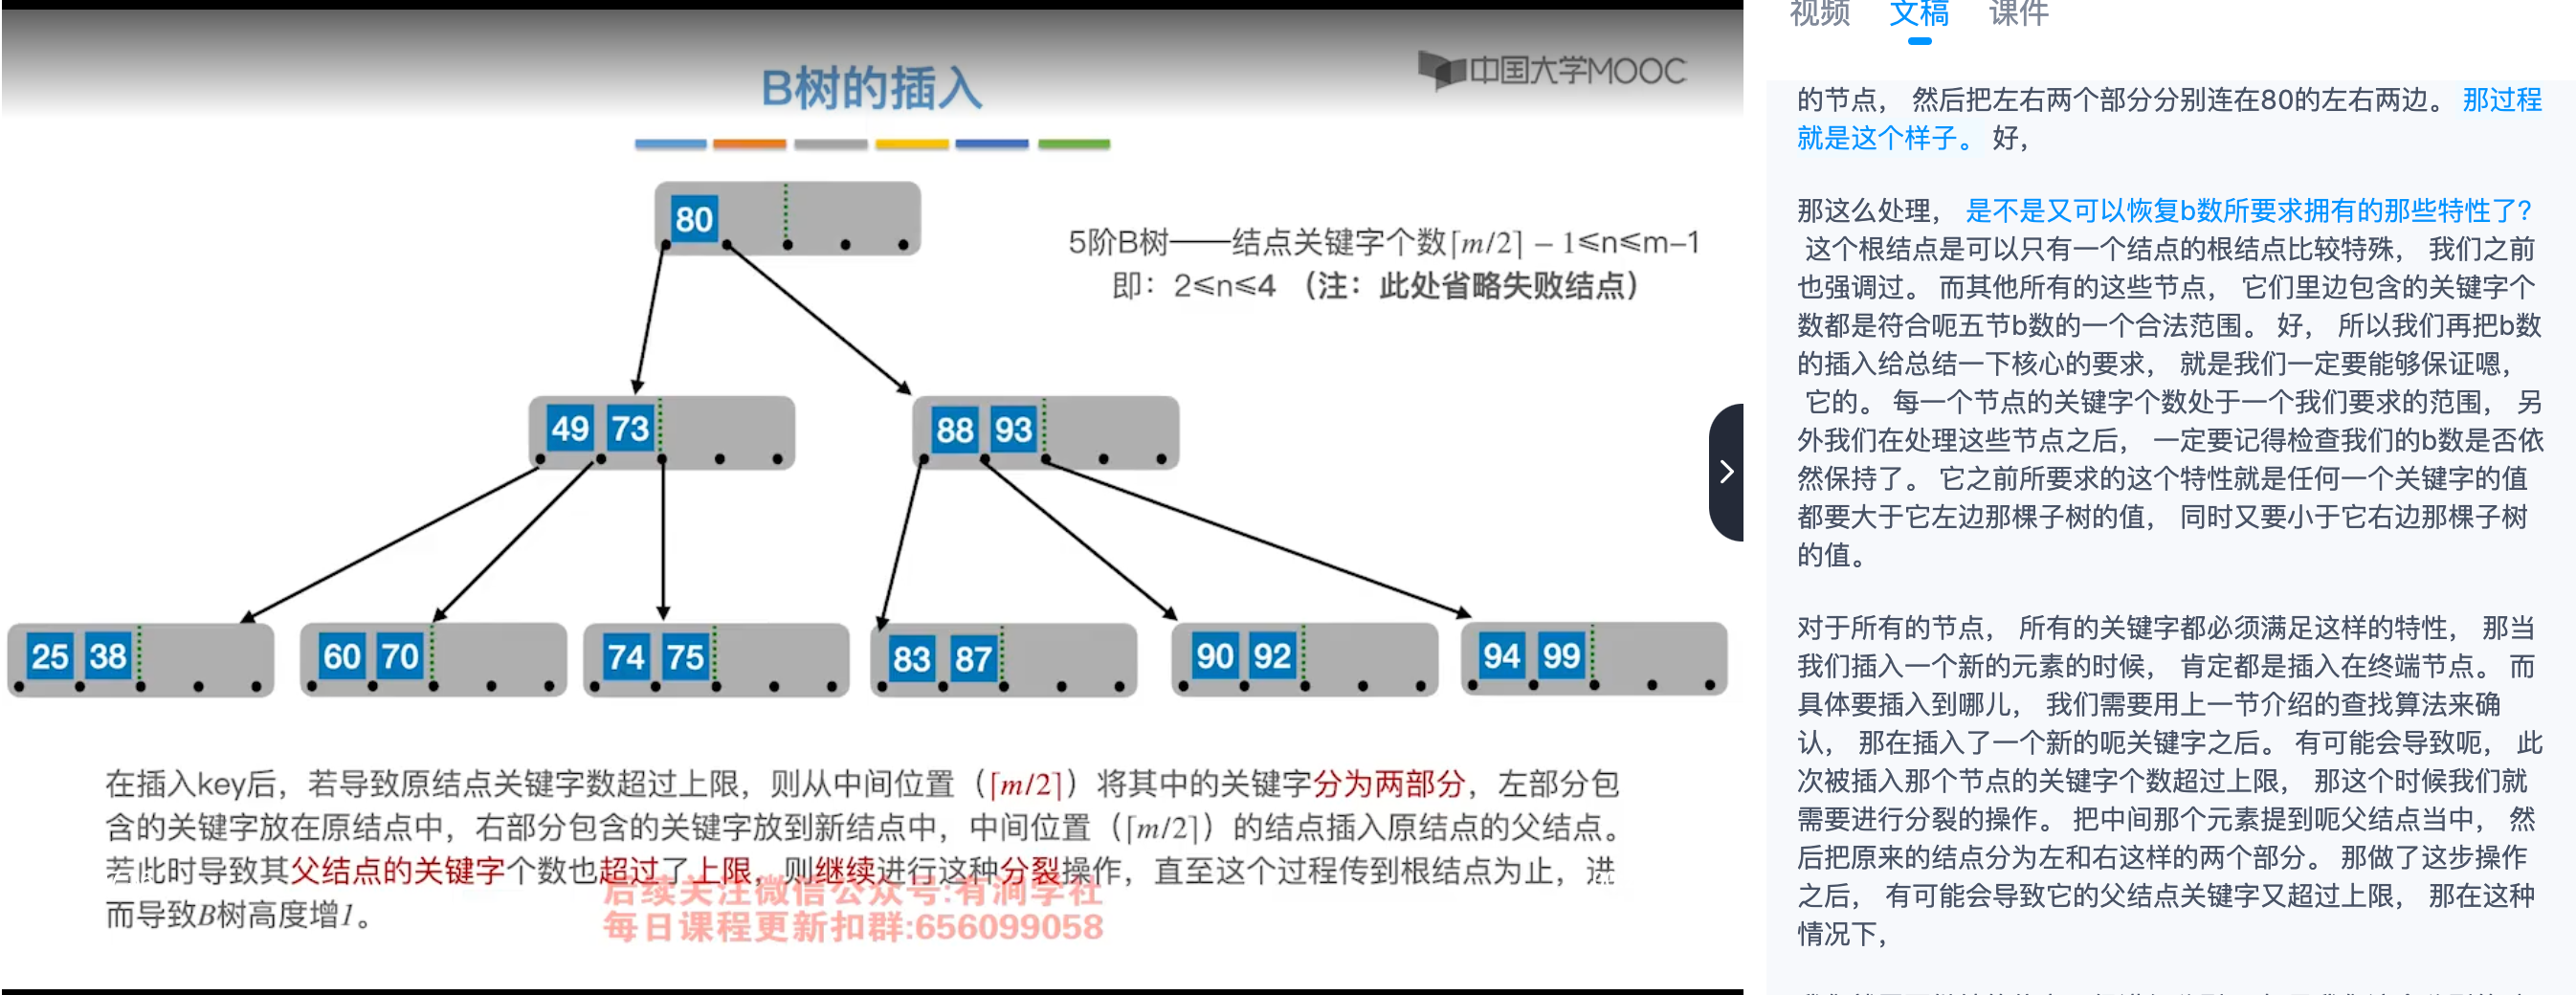 B树的插入
中国大学MOOC
80
5阶B树——结点关键字个数⌈m/2⌉ – 1≤n≤m–1
即：2≤n≤4 （注：此处省略失败结点）
49 73
88 93
25 38
60 70
74 75
83 87
90 92
94 99
在插入key后，若导致原结点关键字数超过上限，则从中间位置（⌈m/2⌉）将其中的关键字分为两部分，左部分包
含的关键字放在原结点中，右部分包含的关键字放到新结点中，中间位置（⌈m/2⌉）的结点插入原结点的父结点。
若此时导致其父结点的关键字个数也超过了上限，则继续进行这种分裂操作，直至这个过程传到根结点为止，进
而导致B树高度增1。
后续关注微信公众号:有涧学社
每日课程更新扣群:656099058
视频 文稿 课件
的节点， 然后把左右两个部分分别连在80的左右两边。 那过程
就是这个样子。 好，
那这么处理， 是不是又可以恢复b数所要求拥有的那些特性了？
这个根结点是可以只有一个结点的根结点比较特殊， 我们之前
也强调过。 而其他所有的这些节点， 它们里边包含的关键字个
数都是符合呃五节b数的一个合法范围。 好， 所以我们再把b数
的插入给总结一下核心的要求， 就是我们一定要能够保证嗯，
它的。 每一个节点的关键字个数处于一个我们要求的范围， 另
外我们在处理这些节点之后， 一定要记得检查我们的b数是否依
然保持了。 它之前所要求的这个特性就是任何一个关键字的值
都要大于它左边那棵子树的值， 同时又要小于它右边那棵子树
的值。
对于所有的节点， 所有的关键字都必须满足这样的特性， 那当
我们插入一个新的元素的时候， 肯定都是插入在终端节点。 而
具体要插入到哪儿， 我们需要用上一节介绍的查找算法来确
认， 那在插入了一个新的呃关键字之后。 有可能会导致呃， 此
次被插入那个节点的关键字个数超过上限， 那这个时候我们就
需要进行分裂的操作。 把中间那个元素提到呃父结点当中， 然
后把原来的结点分为左和右这样的两个部分。 那做了这步操作
之后， 有可能会导致它的父结点关键字又超过上限， 那在这种
情况下，